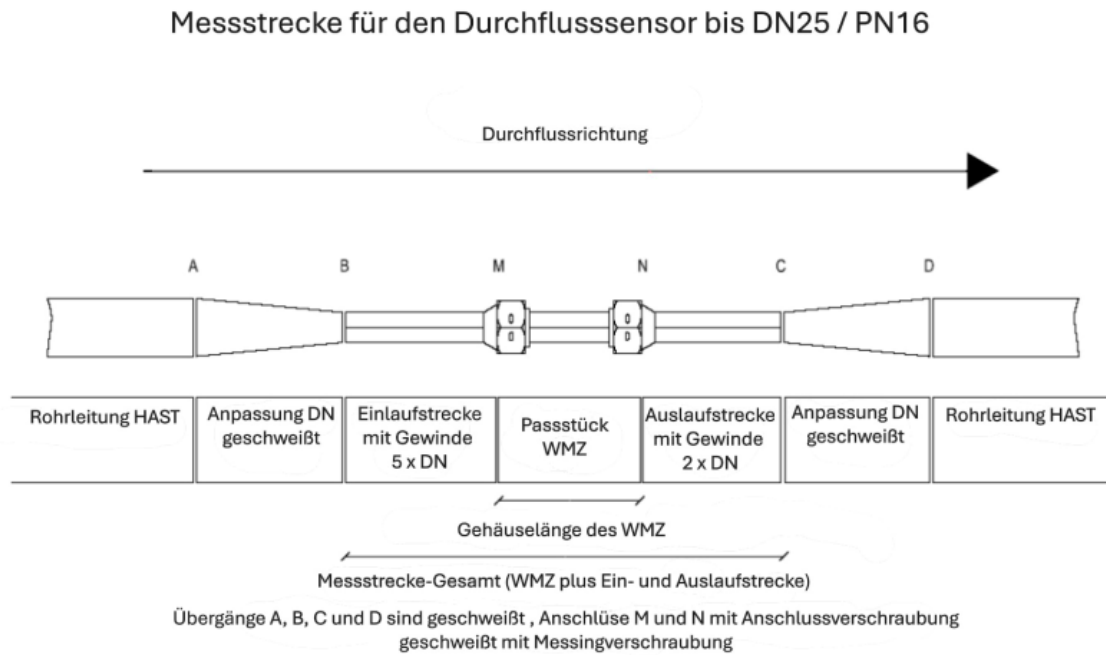 Messstrecke für den Durchflusssensor bis DN25 / PN16
Durchflussrichtung
A B M N C D
Rohrleitung HAST
Anpassung DN
geschweißt
Einlaufstrecke
mit Gewinde
5 x DN
Passstück
WMZ
Auslaufstrecke
mit Gewinde
2 x DN
Anpassung DN
geschweißt
Rohrleitung HAST
Gehäuselänge des WMZ
Messstrecke-Gesamt (WMZ plus Ein- und Auslaufstrecke)
Übergänge A, B, C und D sind geschweißt , Anschlüse M und N mit Anschlussverschraubung
geschweißt mit Messingverschraubung